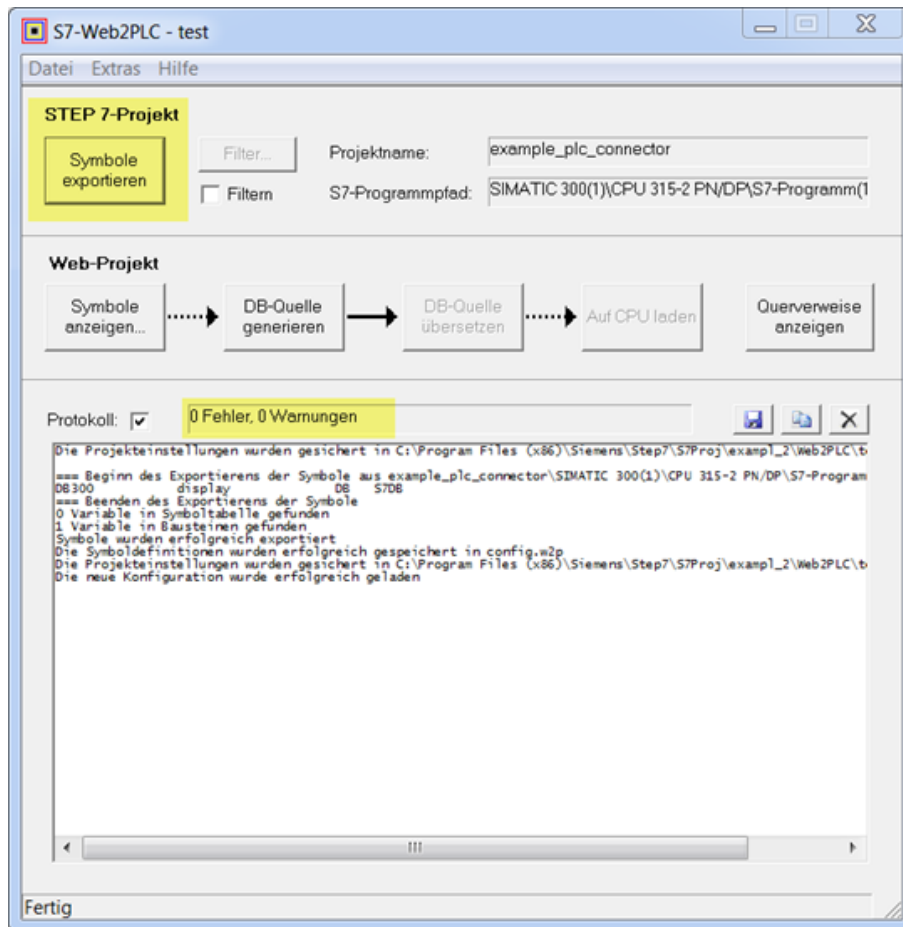 S7-Web2PLC - test
Datei Extras Hilfe
STEP 7-Projekt
Symbole
exportieren
Filter...
Filtern
Projektname:
example_plc_connector
S7-Programmpfad:
SIMATIC 300(1)\CPU 315-2 PN/DP\S7-Programm(1
Web-Projekt
Symbole
anzeigen...
DB-Quelle
generieren
DB-Quelle
übersetzen
Auf CPU laden
Querverweise
anzeigen
Protokoll:
0 Fehler, 0 Warnungen
Die Projekteinstellungen wurden gesichert in C:\Program Files (x86)\Siemens\Step7\S7Proj\exampl_2\Web2PLC\t
=== Beginn des Exportierens der Symbole aus example_plc_connector\SIMATIC 300(1)\CPU 315-2 PN/DP\S7-Program
DB300 display DB S7DB
=== Beenden des Exportierens der Symbole
0 Variable in Symboltabelle gefunden
1 Variable in Bausteinen gefunden
Symbole wurden erfolgreich exportiert
Die Symboldefinitionen wurden erfolgreich gespeichert in config.w2p
Die Projekteinstellungen wurden gesichert in C:\Program Files (x86)\Siemens\Step7\S7Proj\exampl_2\Web2PLC\t
Die neue Konfiguration wurde erfolgreich geladen
Fertig